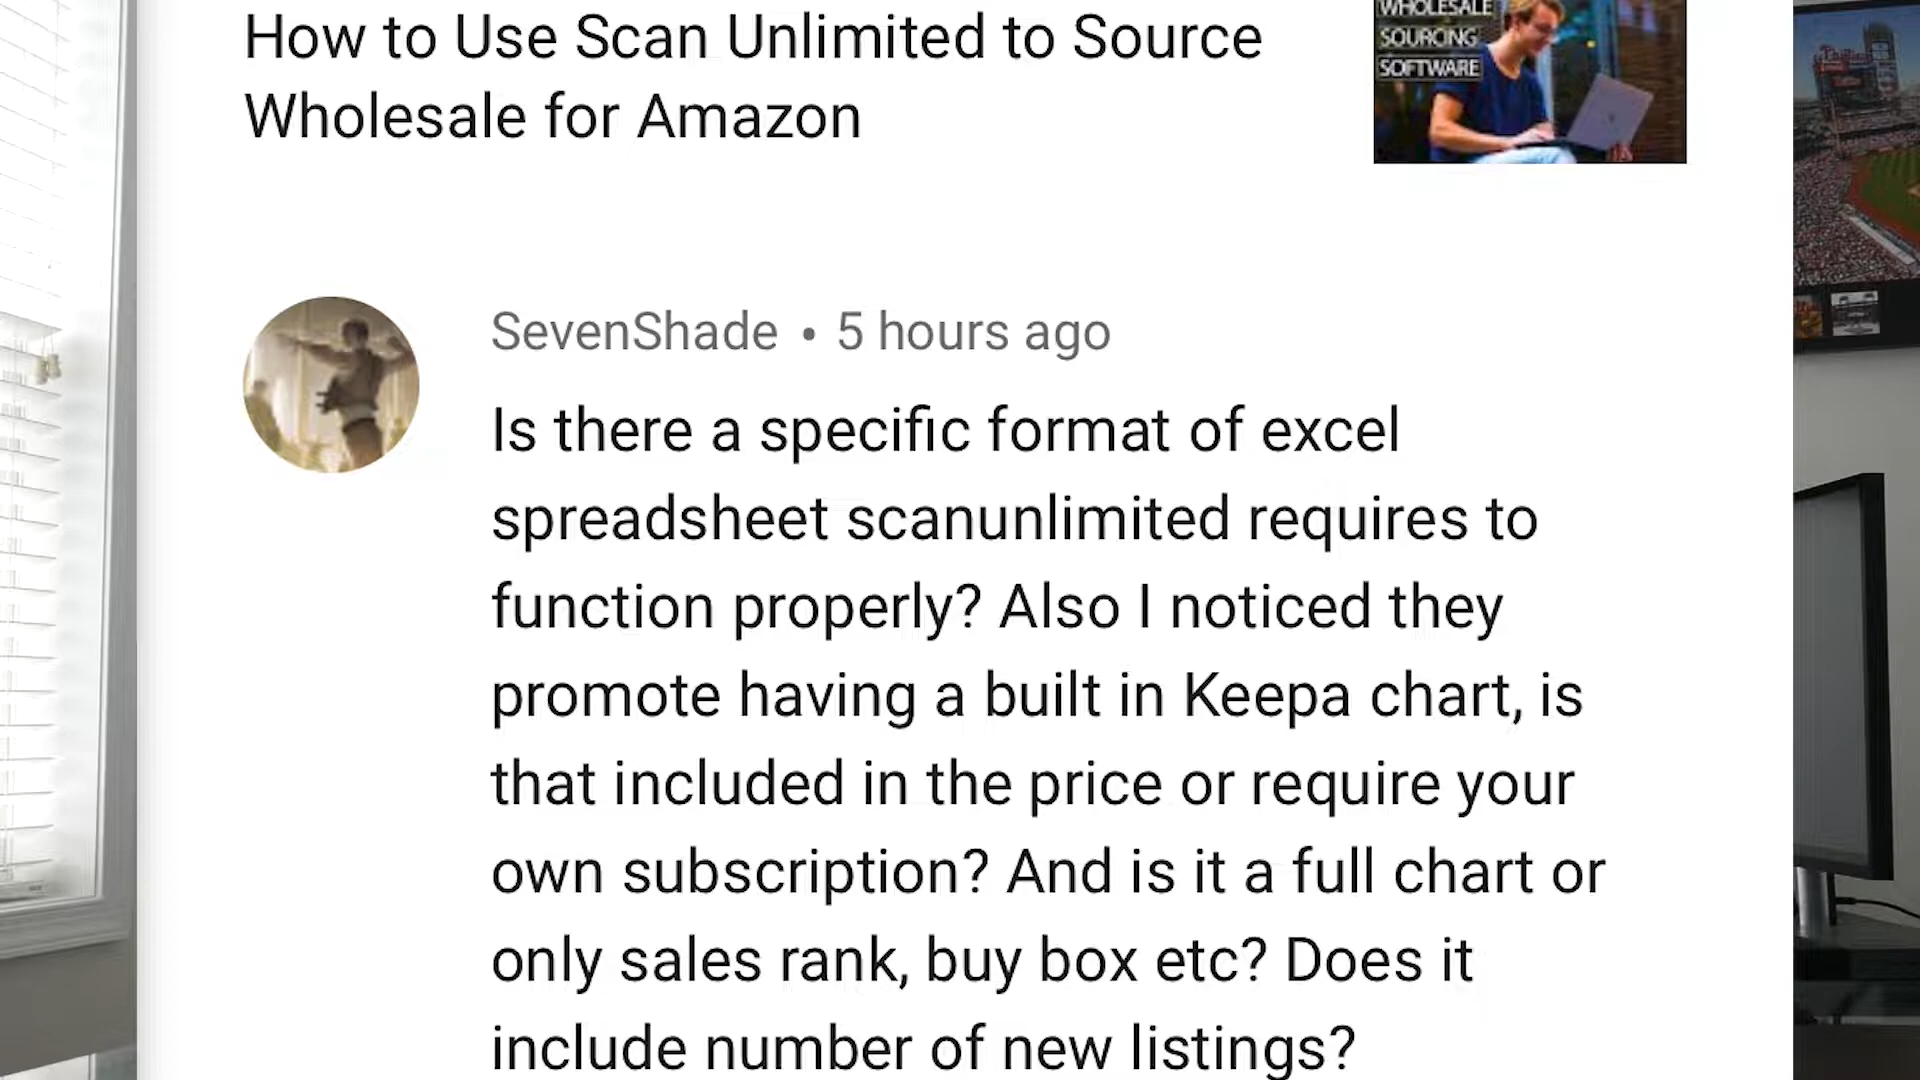 How to Use Scan Unlimited to Source
Wholesale for Amazon
WHOLESALE
SOURCING
SOFTWARE
Phillies
SevenShade • 5 hours ago
Is there a specific format of excel
spreadsheet scanunlimited requires to
function properly? Also I noticed they
promote having a built in Keepa chart, is
that included in the price or require your
own subscription? And is it a full chart or
only sales rank, buy box etc? Does it
include number of new listings?